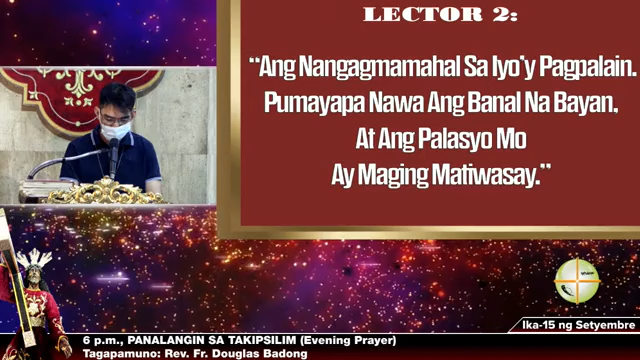 LECTOR 2:
“Ang Nangagmamahal Sa Iyo'y Pagpalain.
Pumayapa Nawa Ang Banal Na Bayan,
At Ang Palasyo Mo
Ay Maging Matiwasay.”
Ika-15 ng Setyembre
6 p.m., PANALANGIN SA TAKIPSILIM (Evening Prayer)
Tagapamuno: Rev. Fr. Douglas Badong